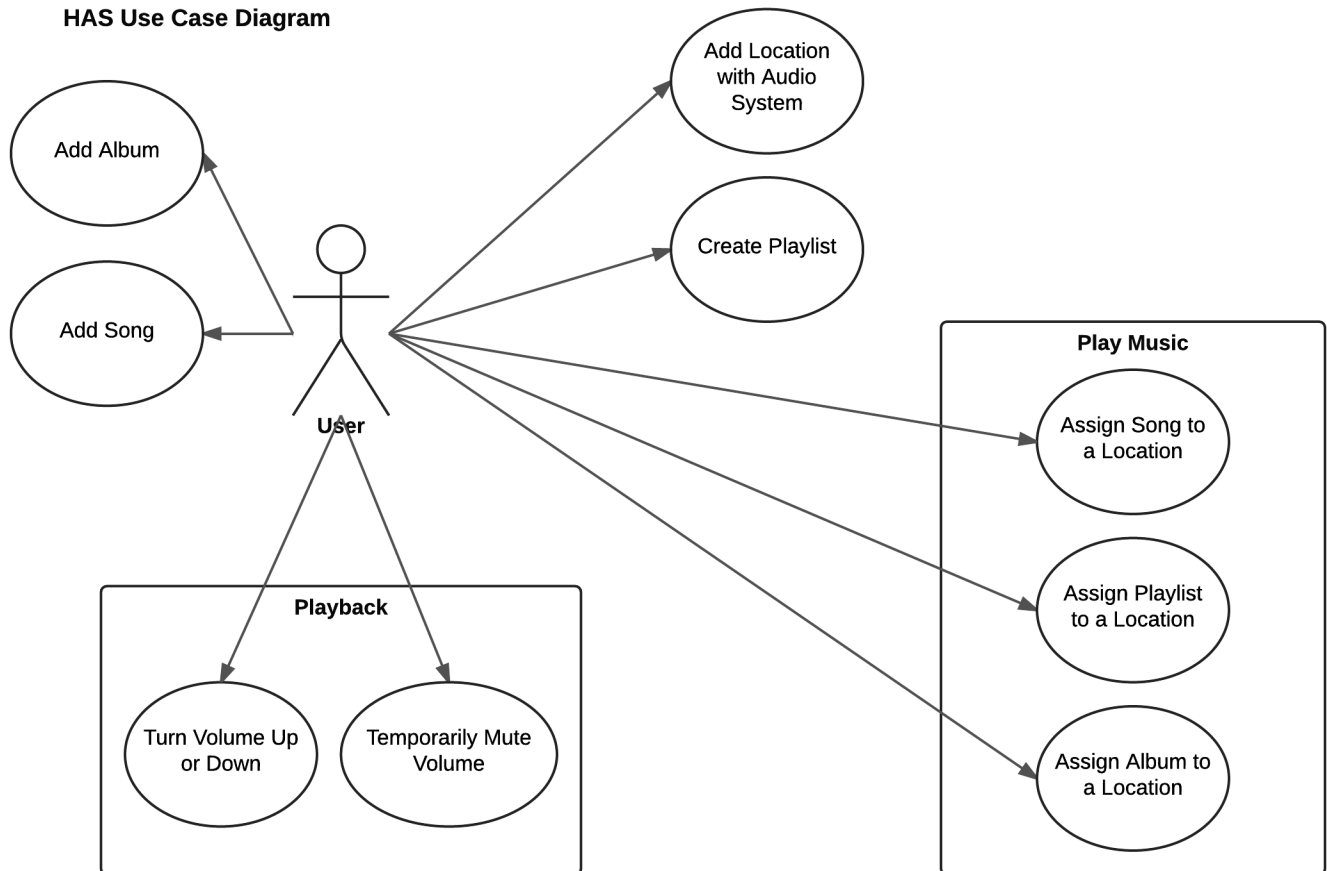 HAS Use Case Diagram
Add Location
with Audio
System
Add Album
Create Playlist
Add Song
User
Play Music
Assign Song to
a Location
Assign Playlist
to a Location
Assign Album to
a Location
Playback
Turn Volume Up
or Down
Temporarily Mute
Volume